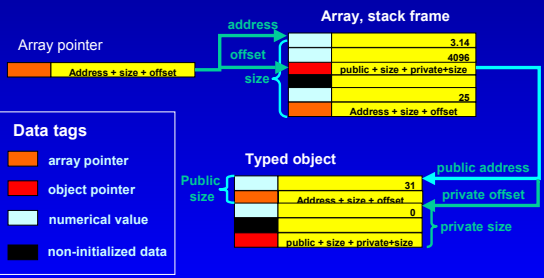 Array, stack frame
address
Array pointer
offset
size
3.14
4096
public + size + private+size
25
Address + size + offset
Address + size + offset
Data tags
array pointer
object pointer
numerical value
non-initialized data
Typed object
Public
size
31
Address + size + offset
0
public + size + private+size
public address
private offset
private size